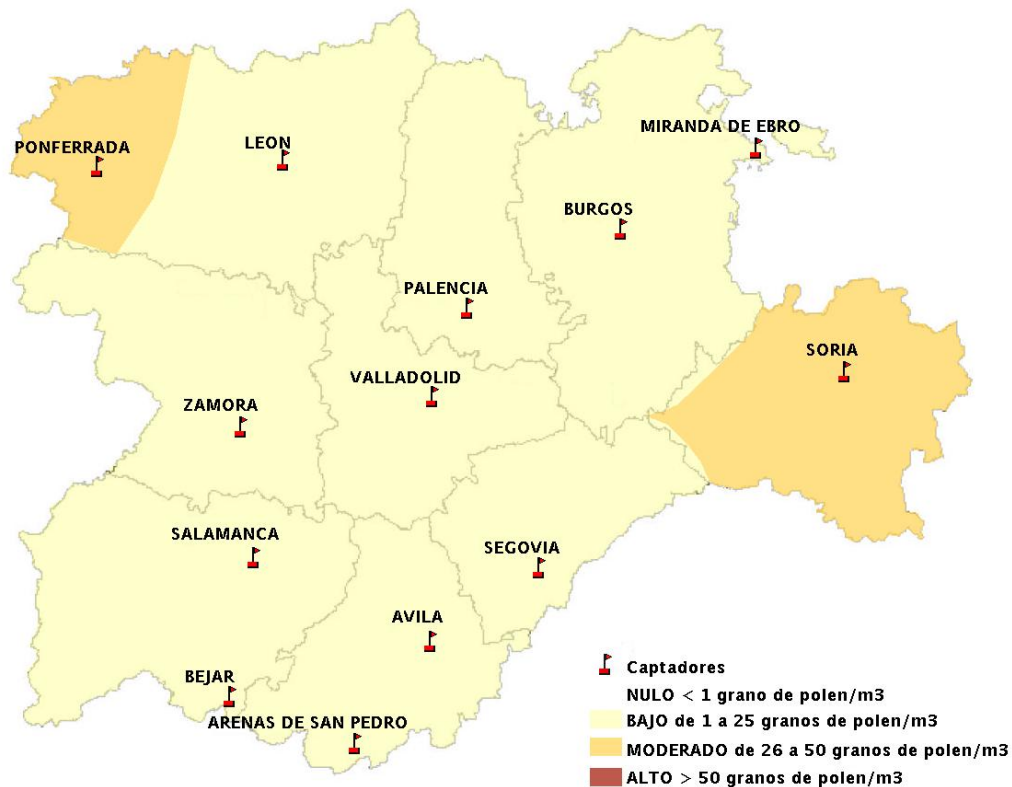 MIRANDA DE EBRO
PONFERRADA
LEON
BURGOS
PALENCIA
SORIA
VALLADOLID
ZAMORA
SALAMANCA
SEGOVIA
AVILA
BEJAR
ARENAS DE SAN PEDRO
Captadores
NULO < 1 grano de polen/m3
BAJO de 1 a 25 granos de polen/m3
MODERADO de 26 a 50 granos de polen/m3
ALTO > 50 granos de polen/m3